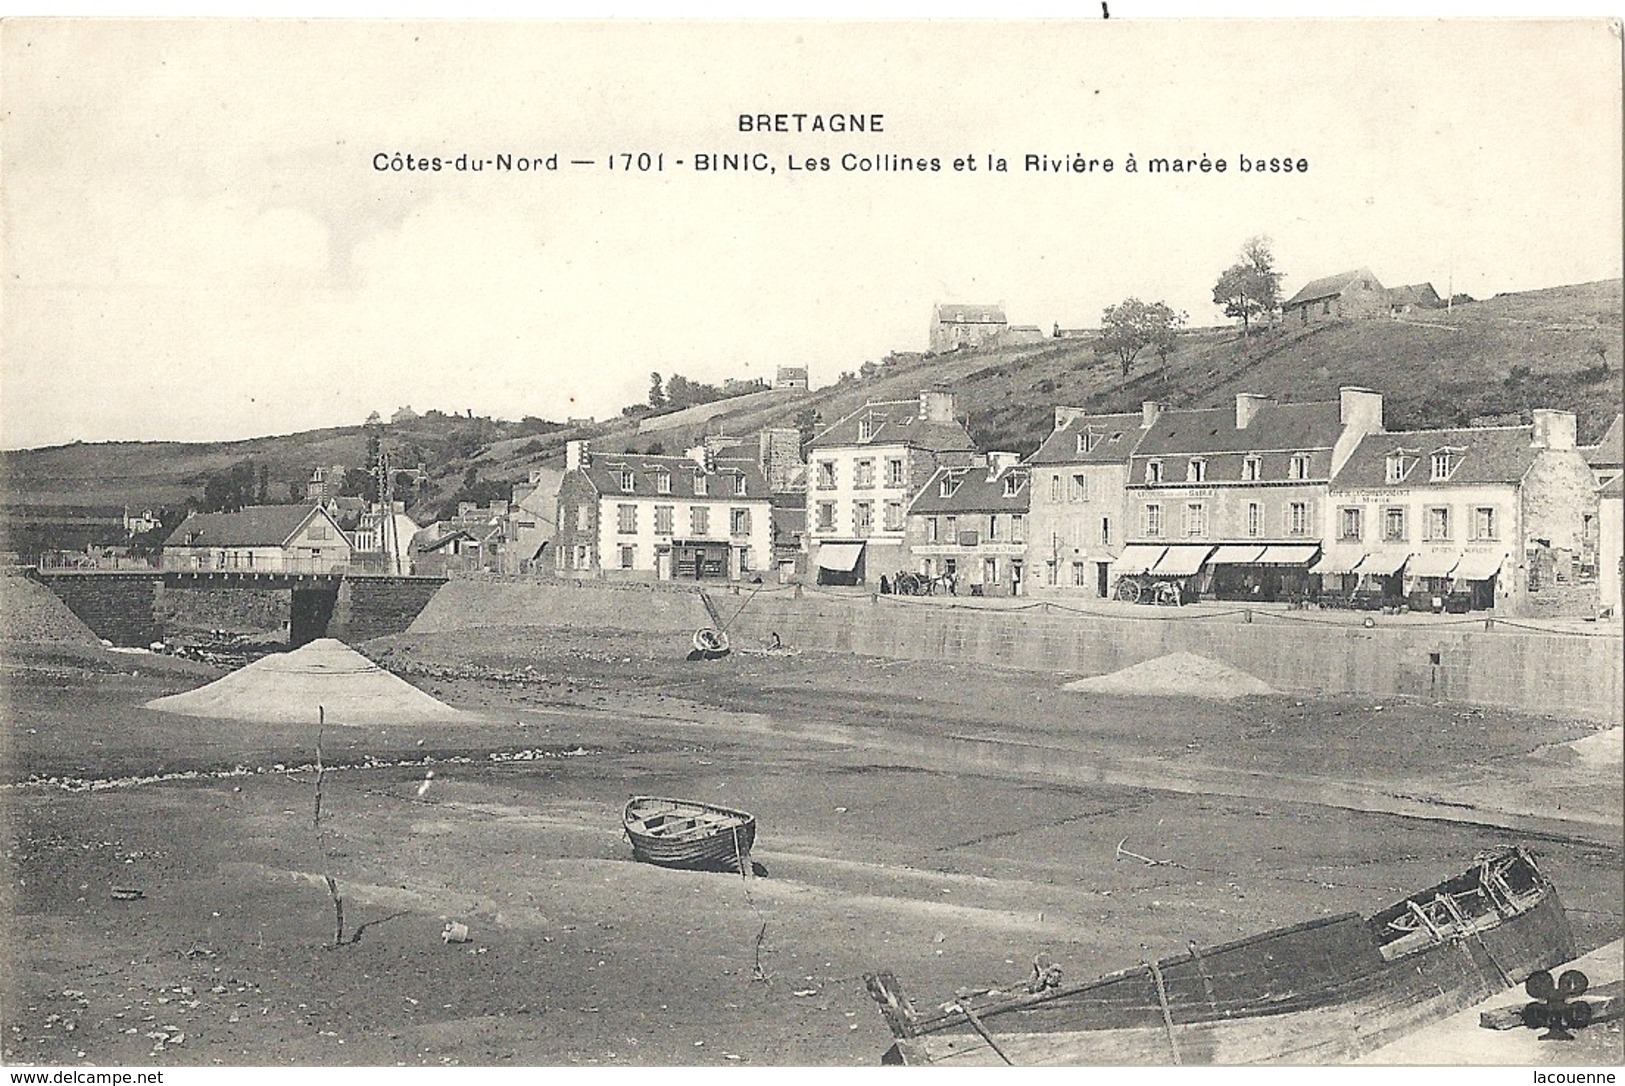 BRETAGNE
Côtes-du-Nord — 1701 - BINIC, Les Collines et la Rivière à marée basse
www.delcampe.net
lacouenne